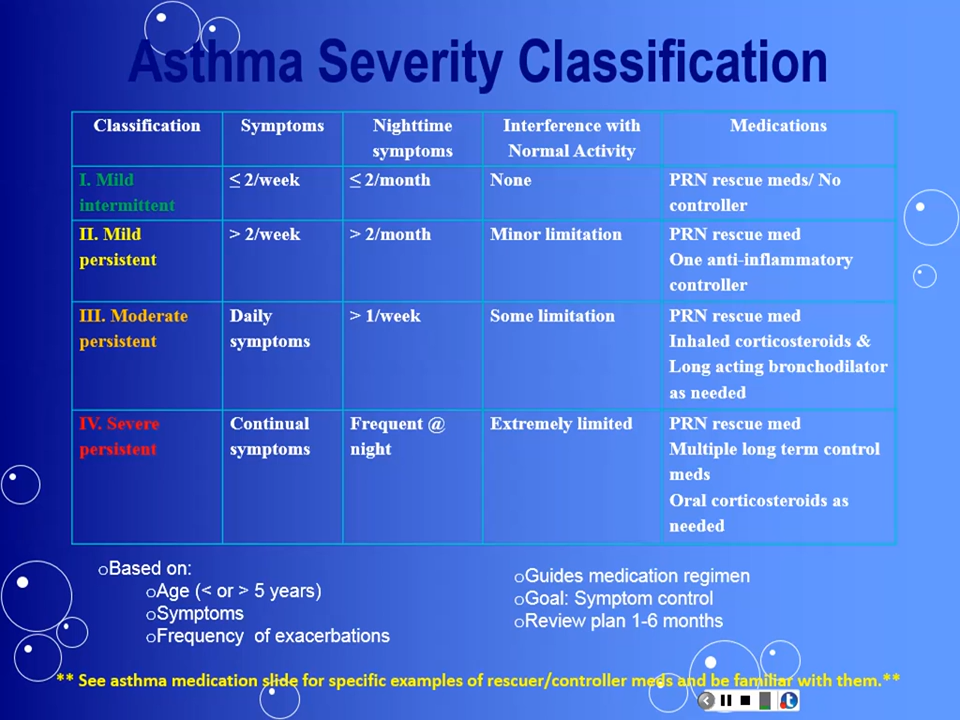 Asthma Severity Classification
Classification Symptoms Nighttime symptoms Interference with Normal Activity Medications
I. Mild intermittent ≤ 2/week ≤ 2/month None PRN rescue meds/ No controller
II. Mild persistent > 2/week > 2/month Minor limitation PRN rescue med One anti-inflammatory controller
III. Moderate persistent Daily symptoms > 1/week Some limitation PRN rescue med Inhaled corticosteroids & Long acting bronchodilator as needed
IV. Severe persistent Continual symptoms Frequent @ night Extremely limited PRN rescue med Multiple long term control meds Oral corticosteroids as needed
oBased on:
oAge (< or > 5 years)
oSymptoms
oFrequency of exacerbations
oGuides medication regimen
oGoal: Symptom control
oReview plan 1-6 months
** See asthma medication slide for specific examples of rescuer/controller meds and be familiar with them.**
t